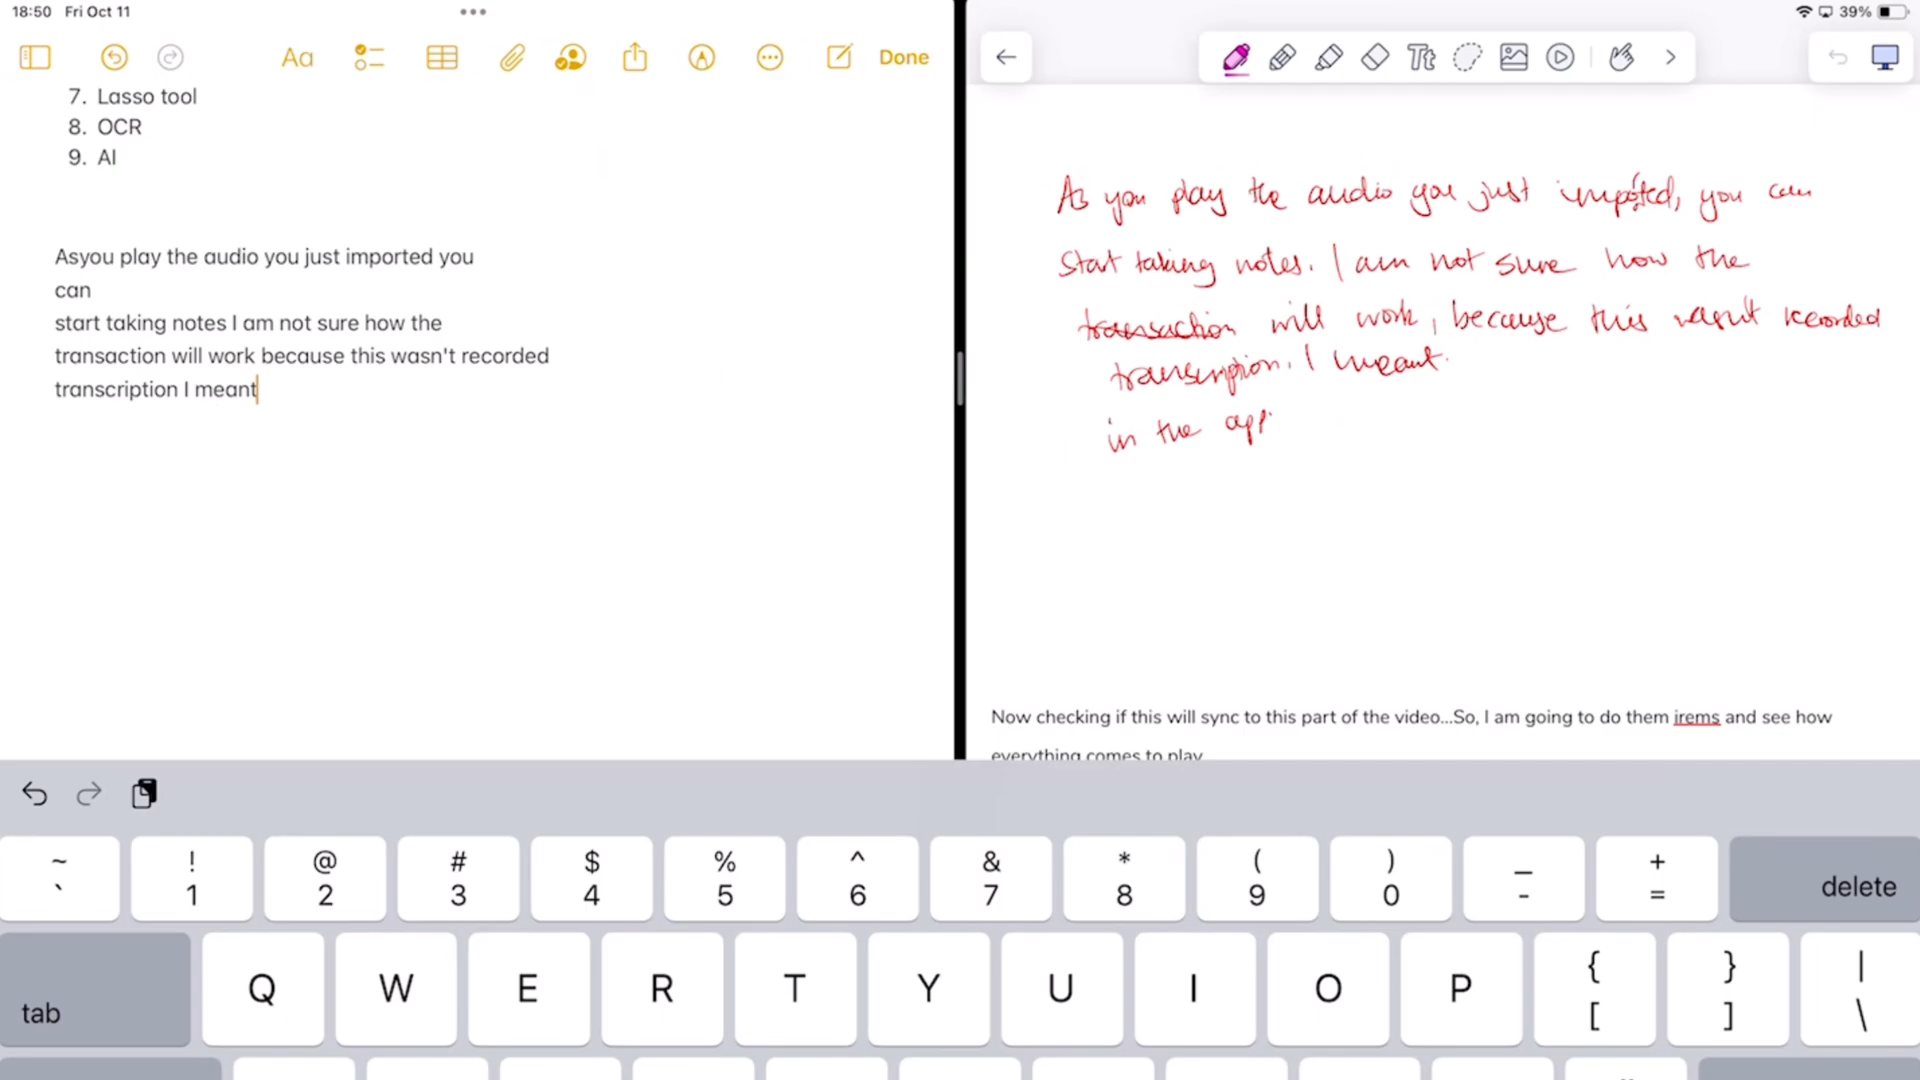 18:50 Fri Oct 11
39%
Aa
Done
7. Lasso tool
8. OCR
9. AI
Asyou play the audio you just imported you
can
start taking notes I am not sure how the
transaction will work because this wasn't recorded
transcription I meant
Tt
As you play the audio you just imported, you can
start taking notes. I am not sure how the
transaction will work, because this wasn't recorded
transcription. I meant.
in the app
Now checking if this will sync to this part of the video...So, I am going to do them irems and see how
everything comes to play
~ ! @ # $ % ^ & * ( ) _ +
` 1 2 3 4 5 6 7 8 9 0 - = delete
tab Q W E R T Y U I O P { } |
[ ] \